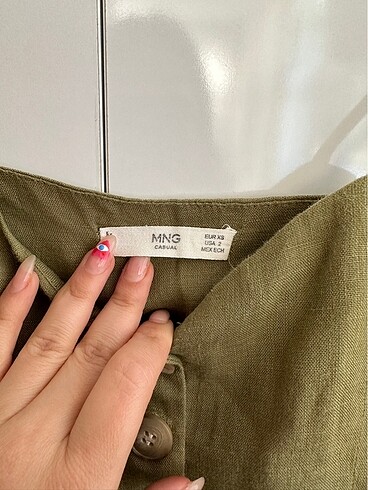 MNG
CASUAL
EUR XS
USA 2
MEX ECH